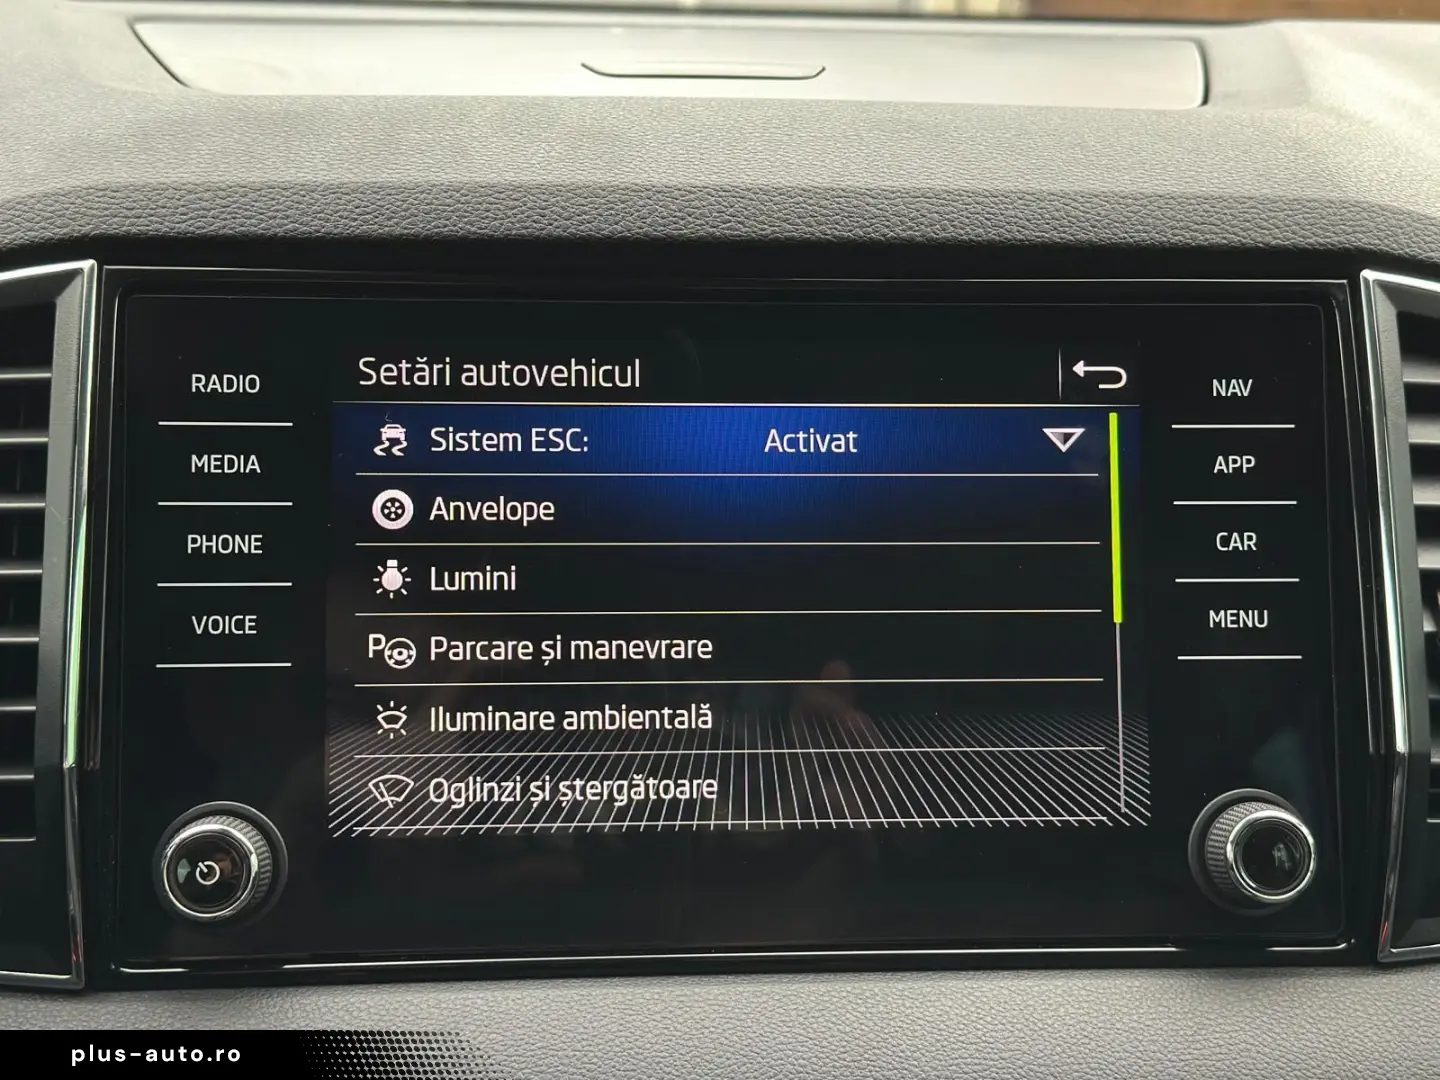 RADIO
MEDIA
PHONE
VOICE
Setări autovehicul
Sistem ESC: Activat
Anvelope
Lumini
Parcare și manevrare
Iluminare ambientală
Oglinzi și ștergătoare
NAV
APP
CAR
MENU
plus-auto.ro